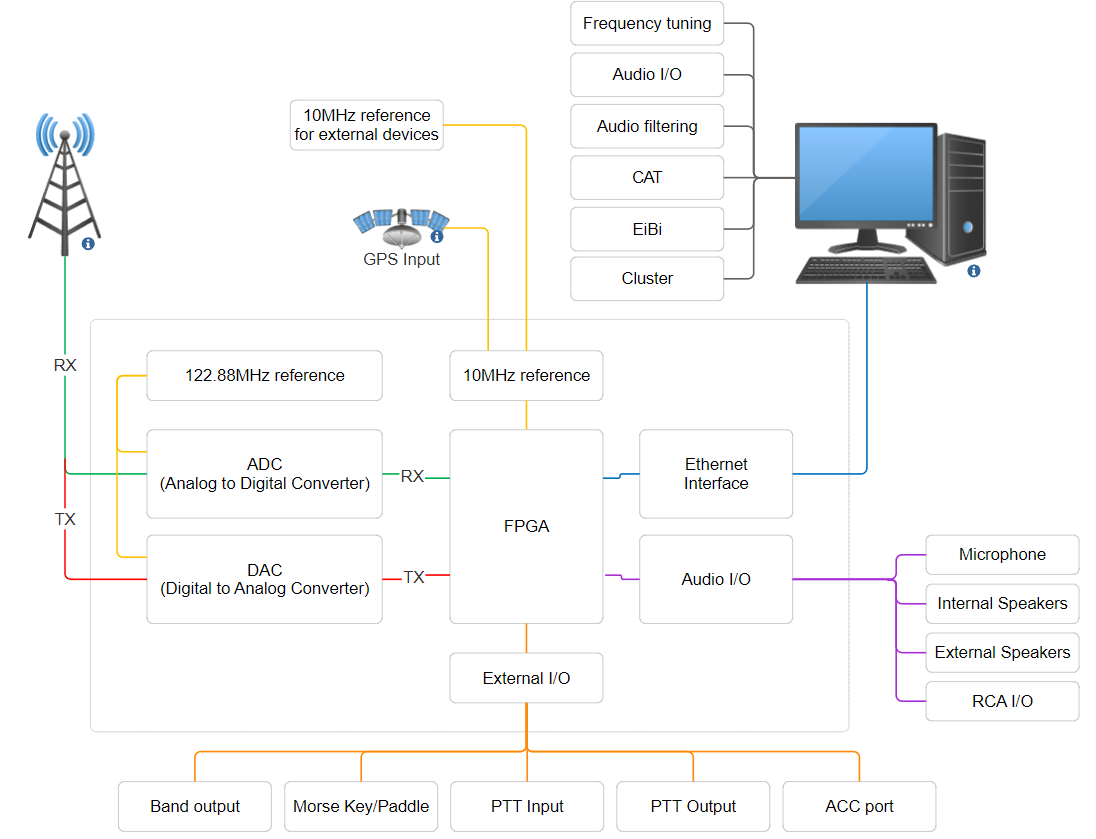 Frequency tuning
Audio I/O
Audio filtering
CAT
EiBi
Cluster
10MHz reference
for external devices
GPS Input
RX
122.88MHz reference
10MHz reference
ADC
(Analog to Digital Converter)
RX
FPGA
Ethernet
Interface
TX
DAC
(Digital to Analog Converter)
TX
Audio I/O
Microphone
Internal Speakers
External Speakers
RCA I/O
External I/O
Band output
Morse Key/Paddle
PTT Input
PTT Output
ACC port